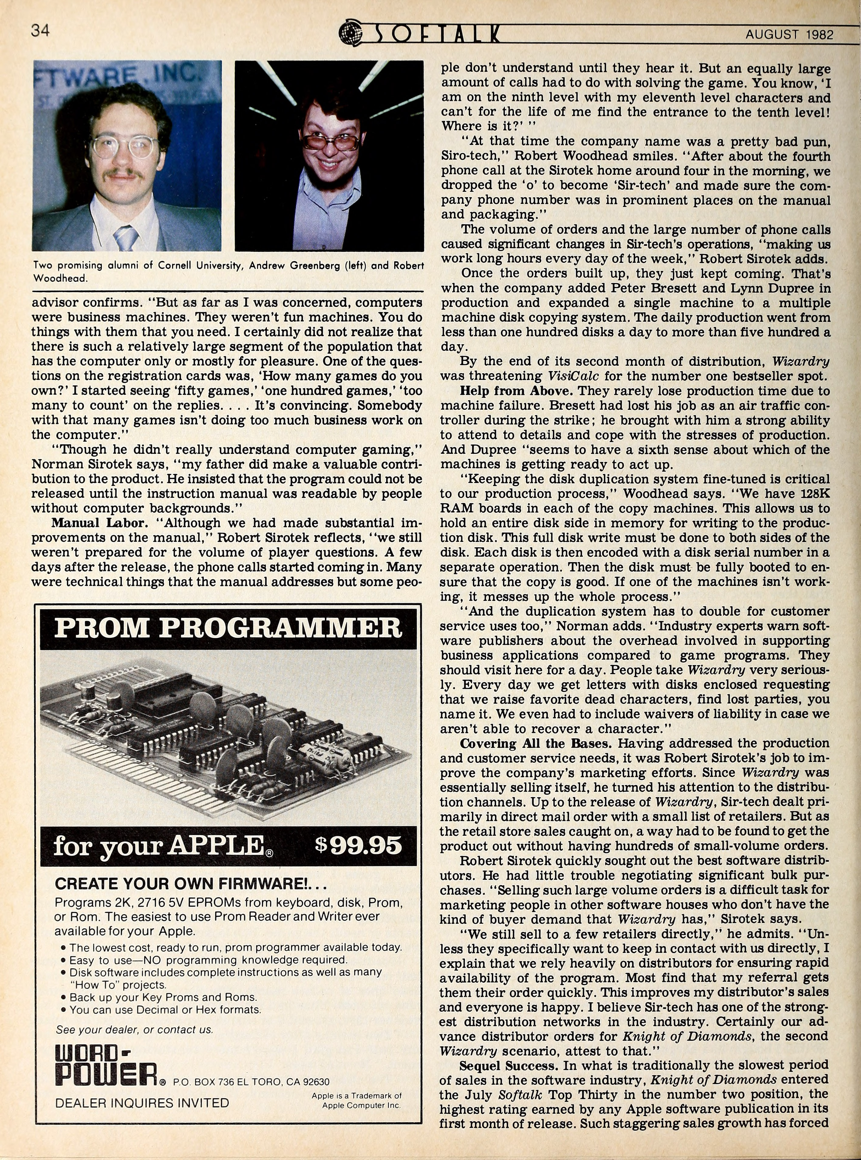 34
SOFTALK
AUGUST 1982
FTWARE, INC.
Two promising alumni of Cornell University, Andrew Greenberg (left) and Robert
Woodhead.
advisor confirms. "But as far as I was concerned, computers
were business machines. They weren't fun machines. You do
things with them that you need. I certainly did not realize that
there is such a relatively large segment of the population that
has the computer only or mostly for pleasure. One of the ques-
tions on the registration cards was, 'How many games do you
own?' I started seeing 'fifty games,' 'one hundred games,' 'too
many to count' on the replies. . . . It's convincing. Somebody
with that many games isn't doing too much business work on
the computer."
"Though he didn't really understand computer gaming,"
Norman Sirotek says, "my father did make a valuable contri-
bution to the product. He insisted that the program could not be
released until the instruction manual was readable by people
without computer backgrounds."
Manual Labor. "Although we had made substantial im-
provements on the manual," Robert Sirotek reflects, "we still
weren't prepared for the volume of player questions. A few
days after the release, the phone calls started coming in. Many
were technical things that the manual addresses but some peo-
PROM PROGRAMMER
for your APPLE® $99.95
CREATE YOUR OWN FIRMWARE!...
Programs 2K, 2716 5V EPROMs from keyboard, disk, Prom,
or Rom. The easiest to use Prom Reader and Writer ever
available for your Apple.
• The lowest cost, ready to run, prom programmer available today.
• Easy to use—NO programming knowledge required.
• Disk software includes complete instructions as well as many
"How To" projects.
• Back up your Key Proms and Roms.
• You can use Decimal or Hex formats.
See your dealer, or contact us.
WORD-
POWER® P.O. BOX 736 EL TORO, CA 92630
DEALER INQUIRES INVITED
Apple is a Trademark of
Apple Computer Inc.
ple don't understand until they hear it. But an equally large
amount of calls had to do with solving the game. You know, 'I
am on the ninth level with my eleventh level characters and
can't for the life of me find the entrance to the tenth level!
Where is it?' "
"At that time the company name was a pretty bad pun,
Siro-tech," Robert Woodhead smiles. "After about the fourth
phone call at the Sirotek home around four in the morning, we
dropped the 'o' to become 'Sir-tech' and made sure the com-
pany phone number was in prominent places on the manual
and packaging."
The volume of orders and the large number of phone calls
caused significant changes in Sir-tech's operations, "making us
work long hours every day of the week," Robert Sirotek adds.
Once the orders built up, they just kept coming. That's
when the company added Peter Bresett and Lynn Dupree in
production and expanded a single machine to a multiple
machine disk copying system. The daily production went from
less than one hundred disks a day to more than five hundred a
day.
By the end of its second month of distribution, Wizardry
was threatening VisiCalc for the number one bestseller spot.
Help from Above. They rarely lose production time due to
machine failure. Bresett had lost his job as an air traffic con-
troller during the strike; he brought with him a strong ability
to attend to details and cope with the stresses of production.
And Dupree "seems to have a sixth sense about which of the
machines is getting ready to act up.
"Keeping the disk duplication system fine-tuned is critical
to our production process," Woodhead says. "We have 128K
RAM boards in each of the copy machines. This allows us to
hold an entire disk side in memory for writing to the produc-
tion disk. This full disk write must be done to both sides of the
disk. Each disk is then encoded with a disk serial number in a
separate operation. Then the disk must be fully booted to en-
sure that the copy is good. If one of the machines isn't work-
ing, it messes up the whole process."
"And the duplication system has to double for customer
service uses too," Norman adds. "Industry experts warn soft-
ware publishers about the overhead involved in supporting
business applications compared to game programs. They
should visit here for a day. People take Wizardry very serious-
ly. Every day we get letters with disks enclosed requesting
that we raise favorite dead characters, find lost parties, you
name it. We even had to include waivers of liability in case we
aren't able to recover a character."
Covering All the Bases. Having addressed the production
and customer service needs, it was Robert Sirotek's job to im-
prove the company's marketing efforts. Since Wizardry was
essentially selling itself, he turned his attention to the distribu-
tion channels. Up to the release of Wizardry, Sir-tech dealt pri-
marily in direct mail order with a small list of retailers. But as
the retail store sales caught on, a way had to be found to get the
product out without having hundreds of small-volume orders.
Robert Sirotek quickly sought out the best software distrib-
utors. He had little trouble negotiating significant bulk pur-
chases. "Selling such large volume orders is a difficult task for
marketing people in other software houses who don't have the
kind of buyer demand that Wizardry has," Sirotek says.
"We still sell to a few retailers directly," he admits. "Un-
less they specifically want to keep in contact with us directly, I
explain that we rely heavily on distributors for ensuring rapid
availability of the program. Most find that my referral gets
them their order quickly. This improves my distributor's sales
and everyone is happy. I believe Sir-tech has one of the strong-
est distribution networks in the industry. Certainly our ad-
vance distributor orders for Knight of Diamonds, the second
Wizardry scenario, attest to that."
Sequel Success. In what is traditionally the slowest period
of sales in the software industry, Knight of Diamonds entered
the July Softalk Top Thirty in the number two position, the
highest rating earned by any Apple software publication in its
first month of release. Such staggering sales growth has forced